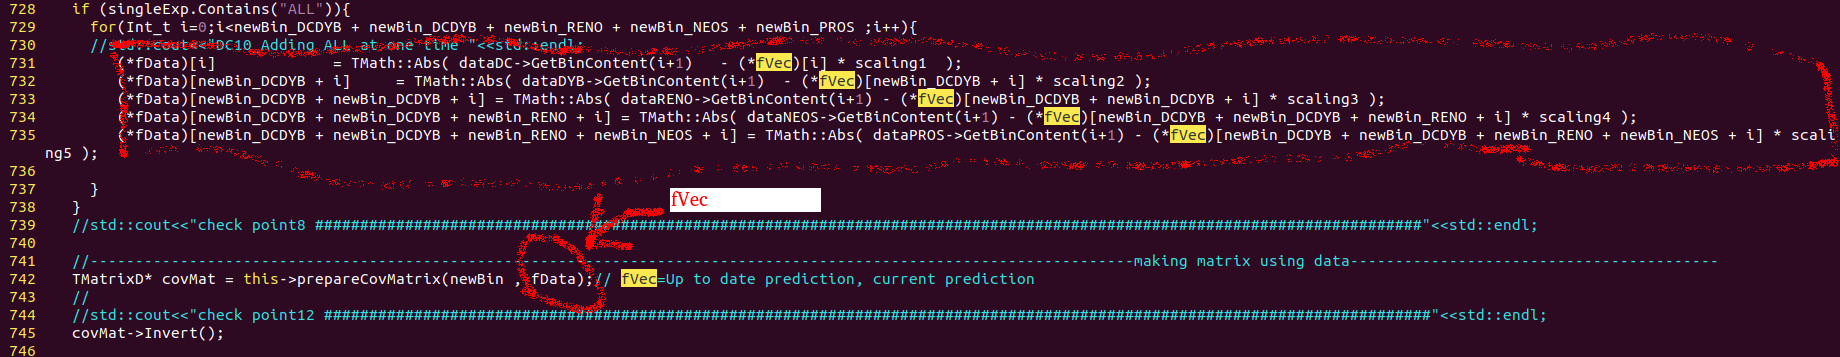 728    if (singleExp.Contains("ALL")){
729      for(Int_t i=0;i<newBin_DCDYB + newBin_DCDYB + newBin_RENO + newBin_NEOS + newBin_PROS ;i++){
730      //std::cout<<"DC10 Adding ALL at one time "<<std::endl;
731         (*fData)[i]             = TMath::Abs( dataDC->GetBinContent(i+1)   - (*fVec)[i] * scaling1  );
732         (*fData)[newBin_DCDYB + i]     = TMath::Abs( dataDYB->GetBinContent(i+1)  - (*fVec)[newBin_DCDYB + i] * scaling2 );
733         (*fData)[newBin_DCDYB + newBin_DCDYB + i] = TMath::Abs( dataRENO->GetBinContent(i+1) - (*fVec)[newBin_DCDYB + newBin_DCDYB + i] * scaling3 );
734         (*fData)[newBin_DCDYB + newBin_DCDYB + newBin_RENO + i] = TMath::Abs( dataNEOS->GetBinContent(i+1) - (*fVec)[newBin_DCDYB + newBin_DCDYB + newBin_RENO + i] * scaling4 );
735         (*fData)[newBin_DCDYB + newBin_DCDYB + newBin_RENO + newBin_NEOS + i] = TMath::Abs( dataPROS->GetBinContent(i+1) - (*fVec)[newBin_DCDYB + newBin_DCDYB + newBin_RENO + newBin_NEOS + i] * scali
ng5 );
736
737      }
fVec
738    }
739    //std::cout<<"check point8 ###########################################################################################################################"<<std::endl;
740
741    //--------------------------------------------------------------------------------------------------------------------making matrix using data-----------------------------------------
742    TMatrixD* covMat = this->prepareCovMatrix(newBin , fData);// fVec=Up to date prediction, current prediction
743    //
744    //std::cout<<"check point12 ###########################################################################################################################"<<std::endl;
745    covMat->Invert();
746